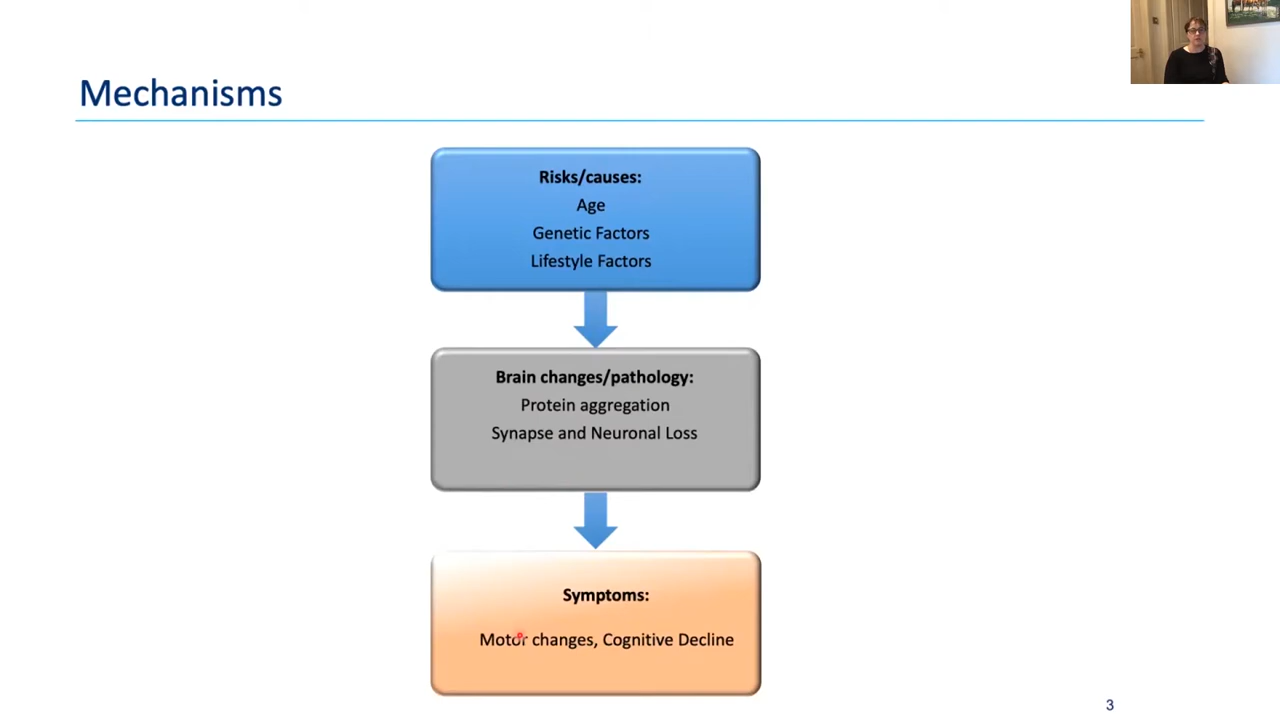 Mechanisms
Risks/causes:
Age
Genetic Factors
Lifestyle Factors
Brain changes/pathology:
Protein aggregation
Synapse and Neuronal Loss
Symptoms:
Motor changes, Cognitive Decline
3